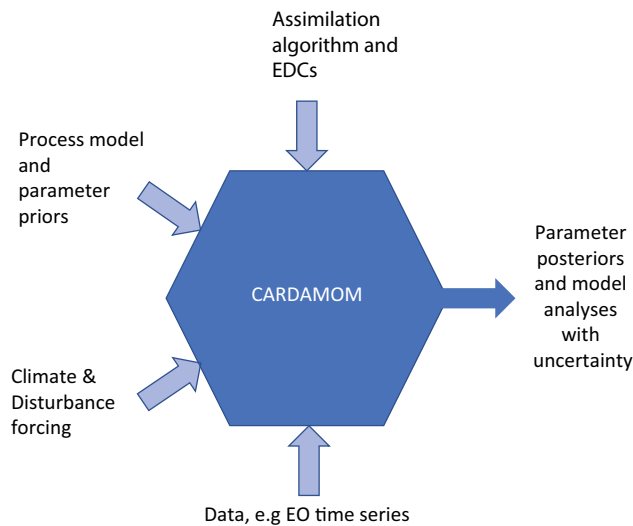 Assimilation
algorithm and
EDCs
Process model
and
parameter
priors
CARDAMOM
Parameter
posteriors
and model
analyses
with
uncertainty
Climate &
Disturbance
forcing
Data, e.g EO time series